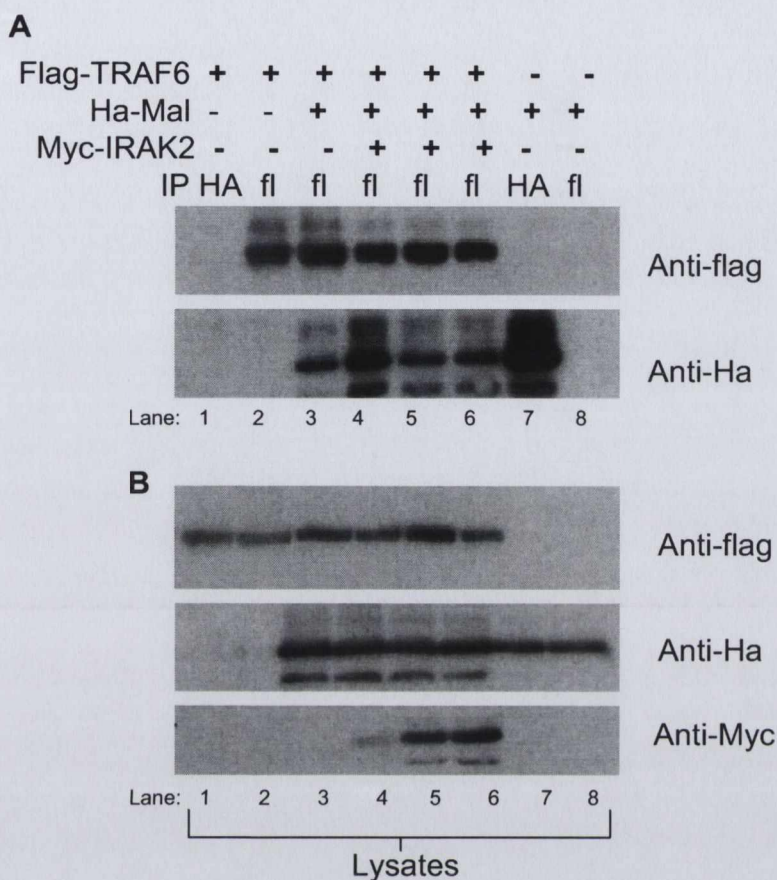 A
Flag-TRAF6 + + + + + + - -
Ha-Mal - - + + + + + +
Myc-IRAK2 - - - + + + - -
IP HA fl fl fl fl fl HA fl
Anti-flag
Anti-Ha
Lane: 1 2 3 4 5 6 7 8
B
Anti-flag
Anti-Ha
Anti-Myc
Lane: 1 2 3 4 5 6 7 8
Lysates